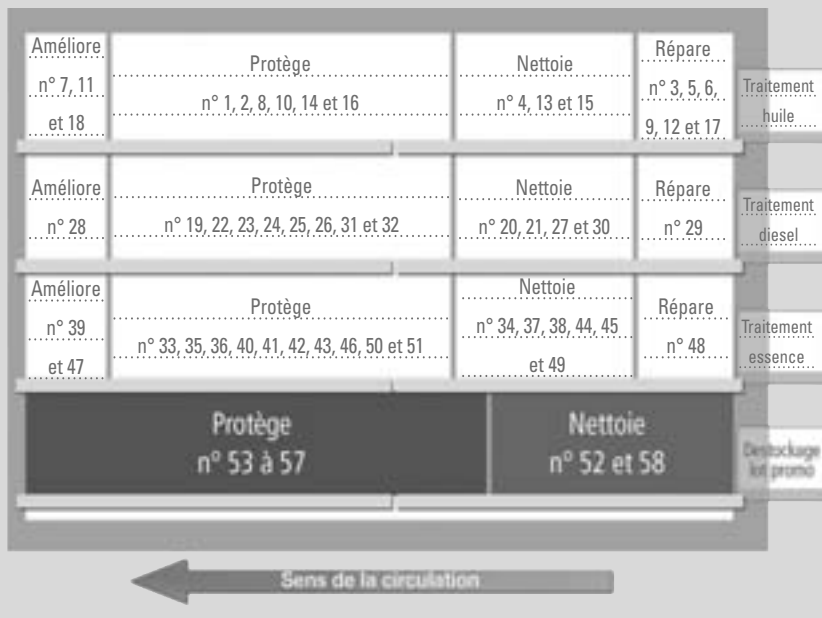 Améliore
n° 7, 11
et 18
Protège
n° 1, 2, 8, 10, 14 et 16
Nettoie
n° 4, 13 et 15
Répare
n° 3, 5, 6,
9, 12 et 17
Traitement
huile
Améliore
n° 28
Protège
n° 19, 22, 23, 24, 25, 26, 31 et 32
Nettoie
n° 20, 21, 27 et 30
Répare
n° 29
Traitement
diesel
Améliore
n° 39
et 47
Protège
n° 33, 35, 36, 40, 41, 42, 43, 46, 50 et 51
Nettoie
n° 34, 37, 38, 44, 45
et 49
Répare
n° 48
Traitement
essence
Protège
n° 53 à 57
Nettoie
n° 52 et 58
Destockage
lot promo
Sens de la circulation